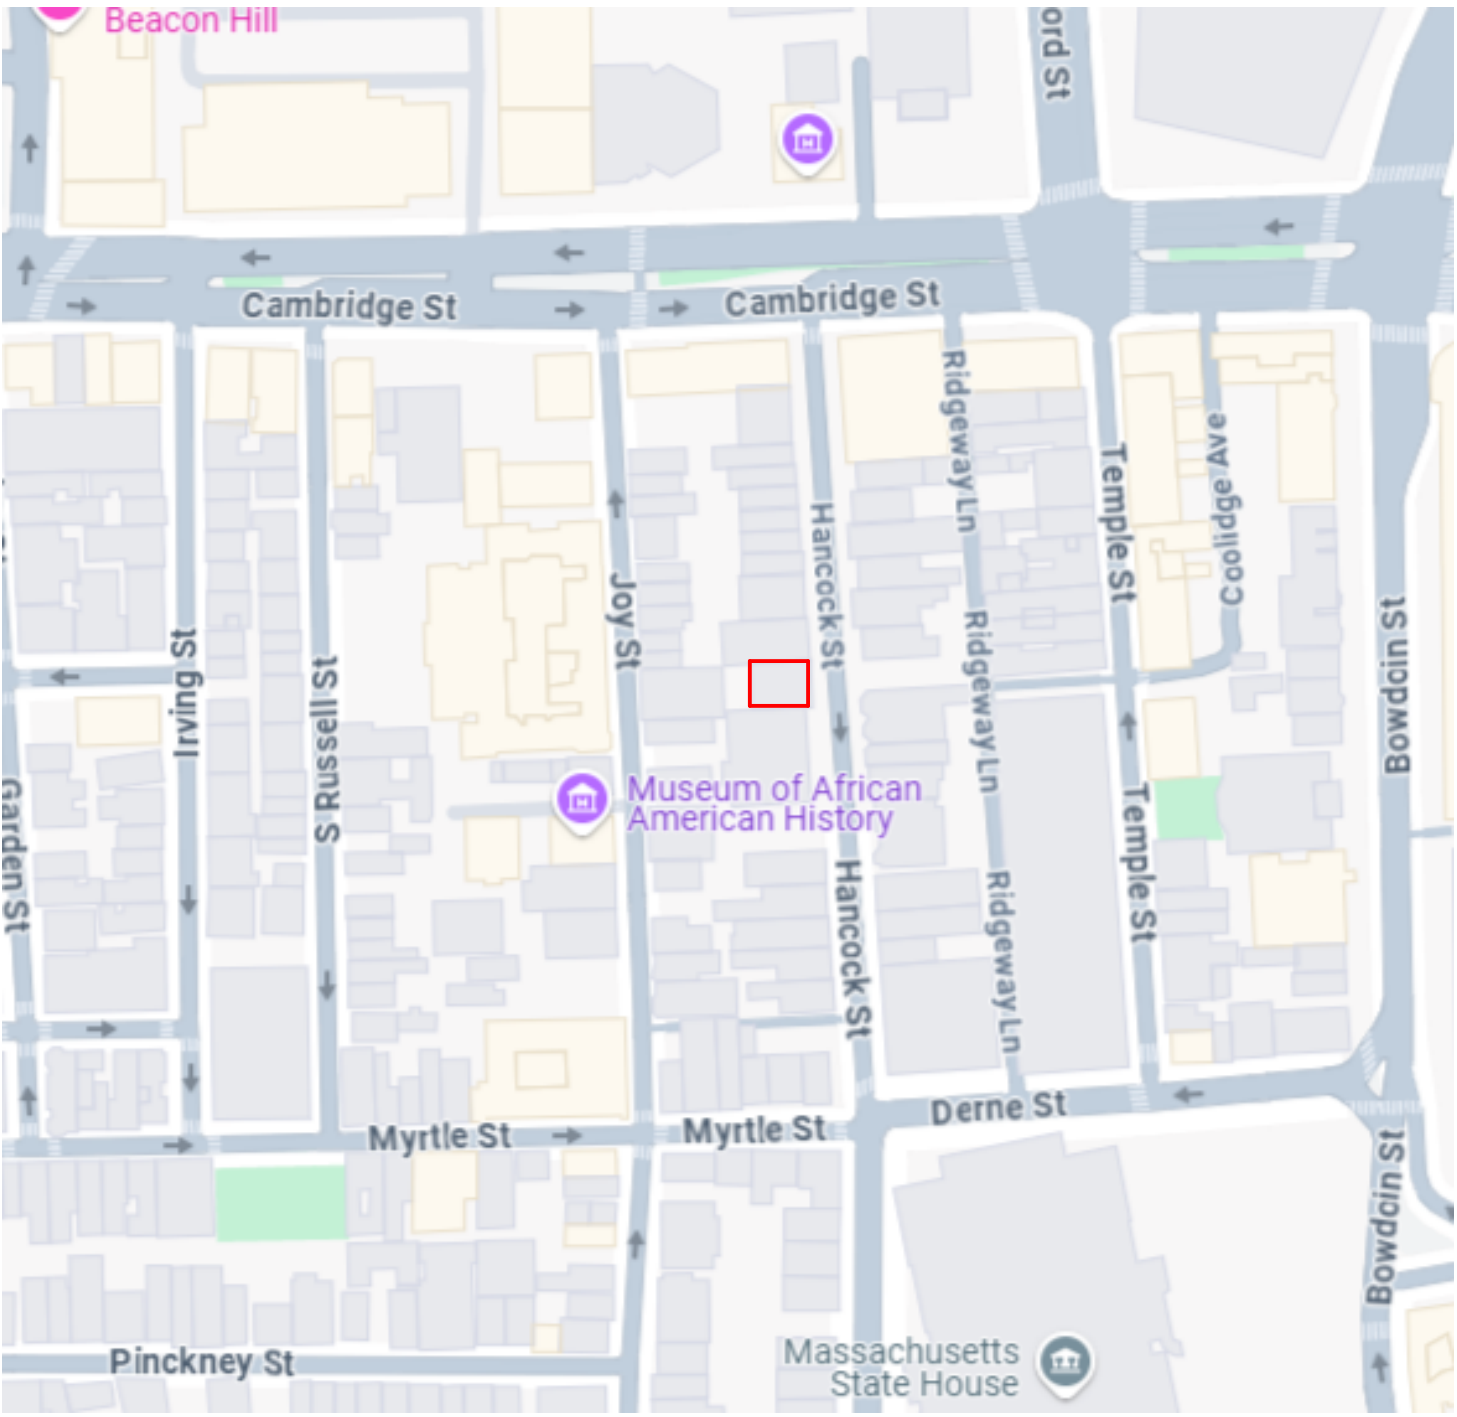 Beacon Hill
ord St
Cambridge St
Cambridge St
Ridgeway Ln
Hancock St
Temple St
Coolidge Ave
Joy St
Irving St
S Russell St
Ridgeway Ln
Bowdoin St
Garden St
Museum of African
American History
Temple St
Hancock St
Ridgeway Ln
Derne St
Myrtle St
Myrtle St
Bowdoin St
Pinckney St
Massachusetts
State House